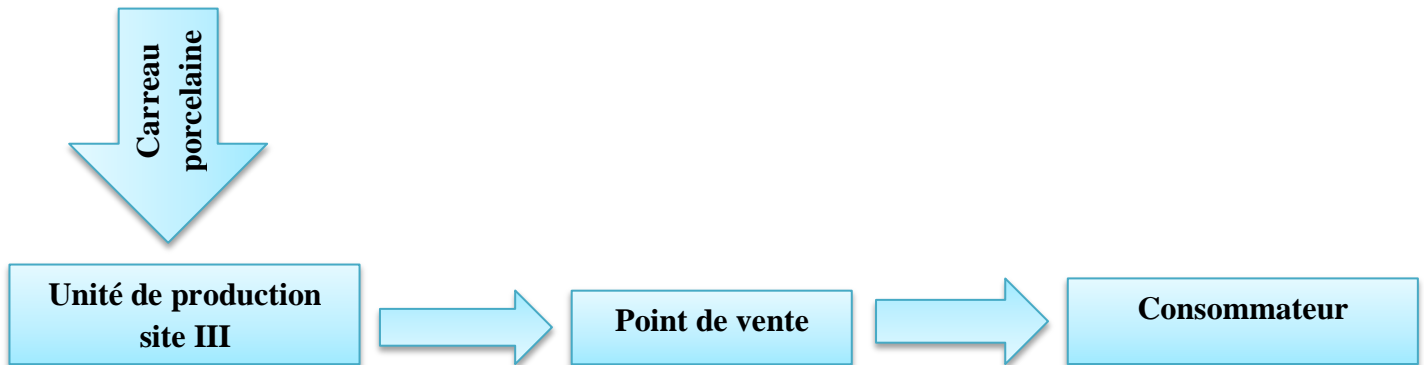 Carreau
porcelaine
Unité de production
site III
Point de vente
Consommateur